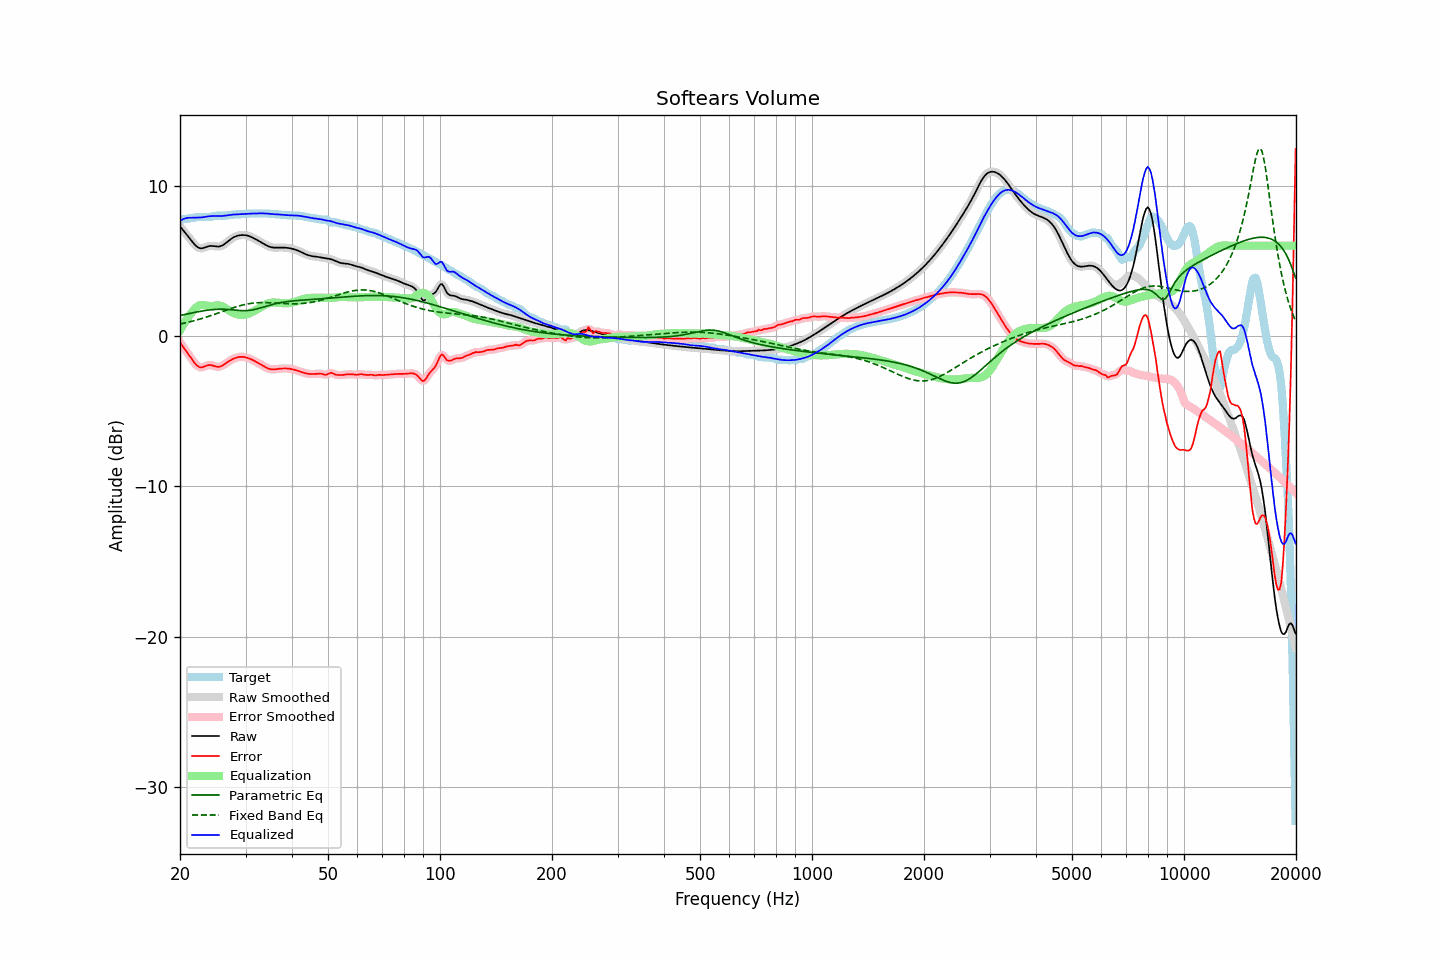 Softears Volume
Amplitude (dBr)
10
0
−10
−20
−30
Target
Raw Smoothed
Error Smoothed
Raw
Error
Equalization
Parametric Eq
Fixed Band Eq
Equalized
20 50 100 200 500 1000 2000 5000 10000 20000
Frequency (Hz)